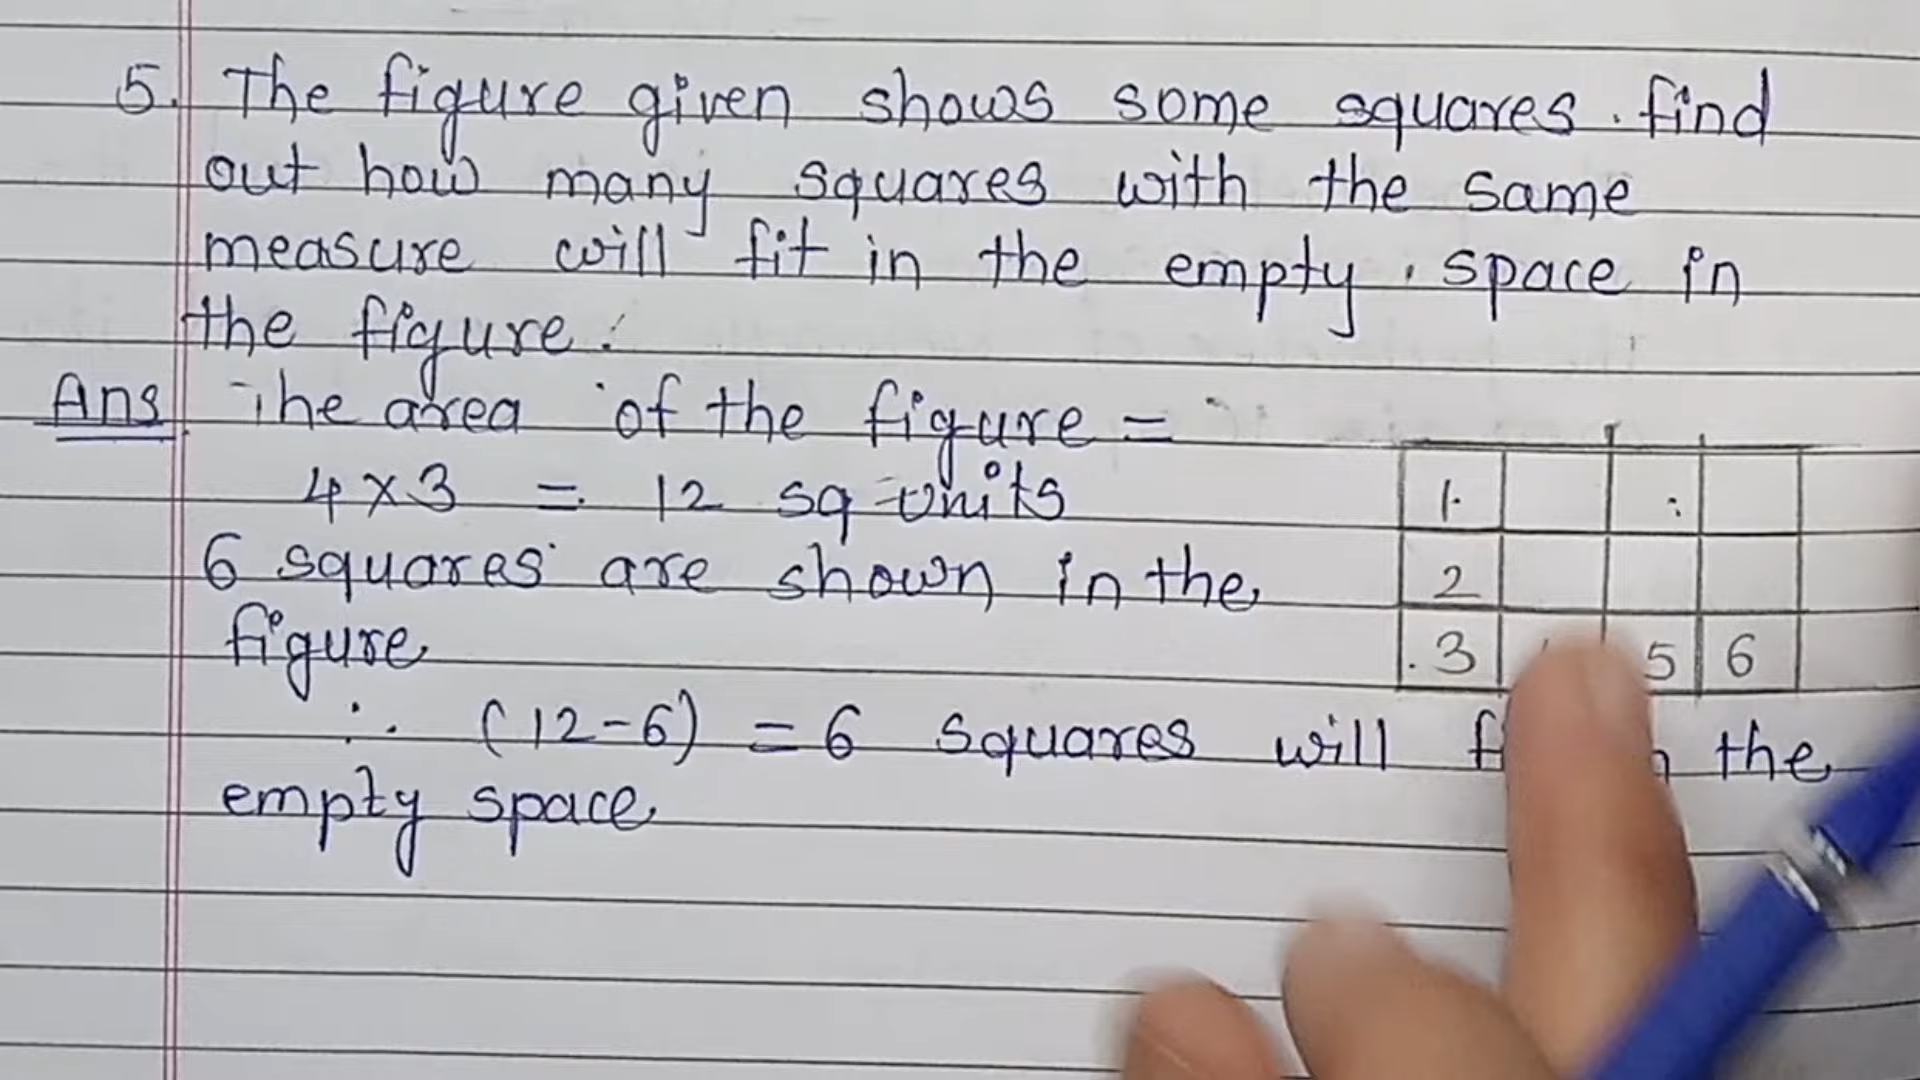 5. The figure given shows some squares. find
out how many squares with the same
measure will fit in the empty space in
the figure.
Ans The area of the figure =
4 × 3 = 12 sq units
6 squares are shown in the
figure
∴ (12-6) = 6 squares will the
empty space
1
2
3 5 6